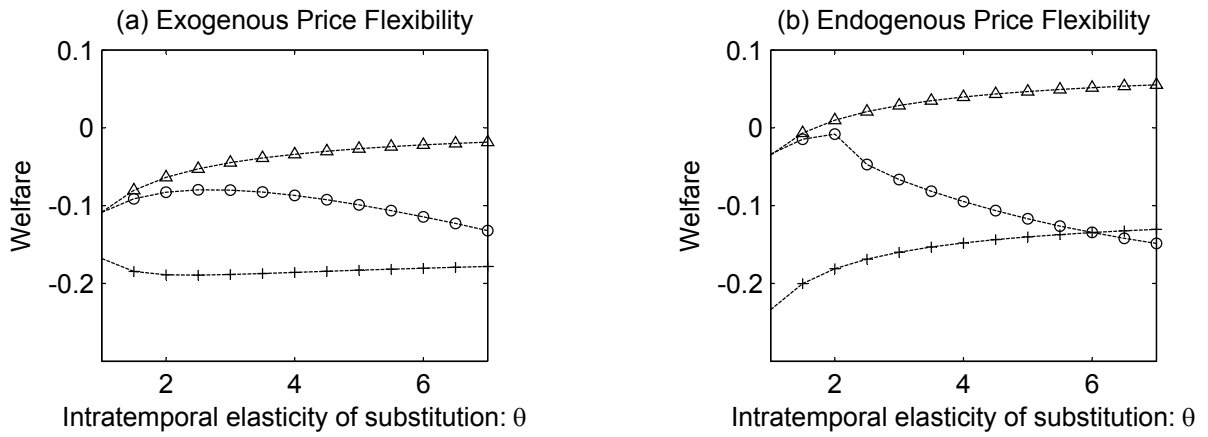 (a) Exogenous Price Flexibility
0.1
0
-0.1
-0.2
Welfare
2 4 6
Intratemporal elasticity of substitution: θ
(b) Endogenous Price Flexibility
0.1
0
-0.1
-0.2
Welfare
2 4 6
Intratemporal elasticity of substitution: θ